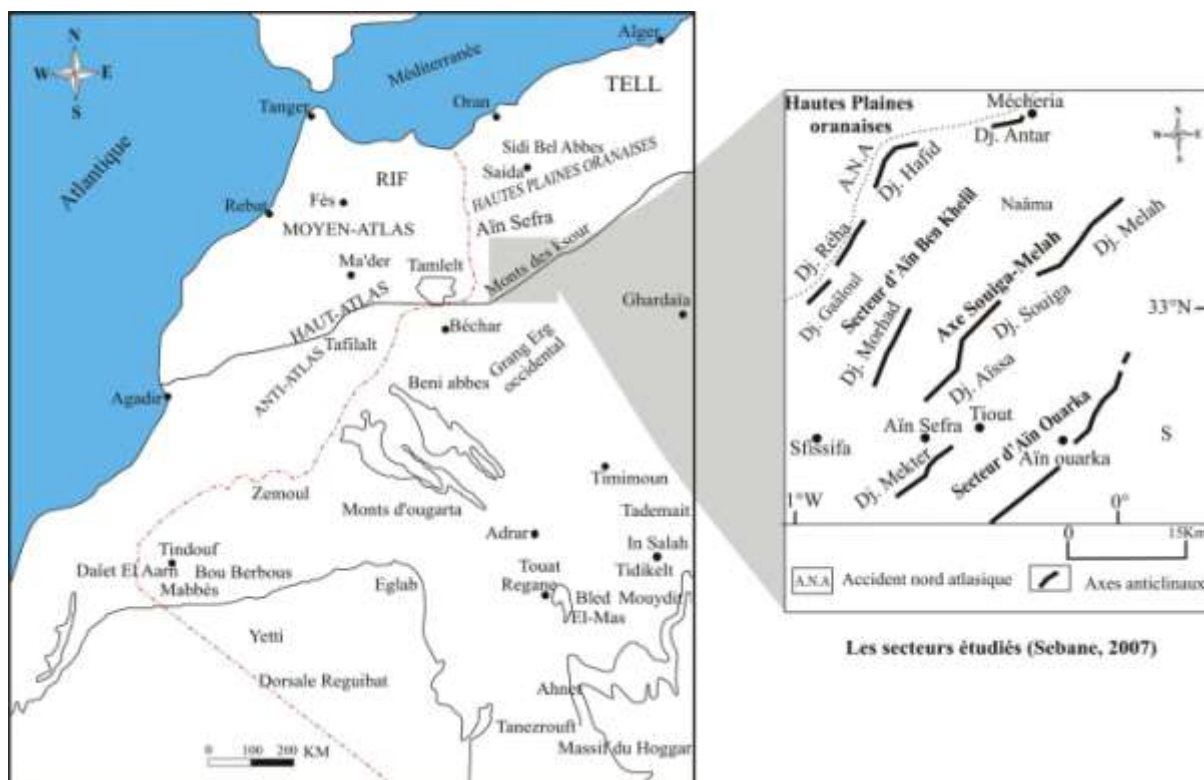 N
W E
S
Atlantique
Méditerranée
Alger
TELL
Tanger
Oran
Sidi Bel Abbes
Saida
HAUTES PLAINES ORANAISES
RIF
Fès
Rebat
MOYEN-ATLAS
Aïn Sefra
Ma'der
Tamlelt
Monts des ksour
HAUT-ATLAS
Ghardaïa
Béchar
Tafilalt
ANTI-ATLAS
Grang Erg
occidental
Beni abbes
Agadir
Timimoun
Zemoul
Monts d'ougarta
Tademait
Adrar
In Salah
Tindouf
Touat
Tidikelt
Bou Berbous
Mabbés
Eglab
Regano
Bled Mouydir
El-Mas
Yetti
Dorsale Reguibat
Ahnet
Tanezrouft
Massif du Hoggar
0 100 200 KM
Hautes Plaines
oranaises
Mécheria
N
S
Dj. Antar
A.N.A
Dj. Hafid
Naâma
Dj. Réha
Secteur d'Aïn Ben Khelil
Dj. Melah
Dj. Gaâloul
Axe Souiga-Melah
33°N
Dj. Morhad
Dj. Souiga
Dj. Aïssa
Tiout
Aïn Sefra
Sfissifa
Secteur d'Aïn Ouarka
S
Aïn ouarka
Dj. Mekter
1°W
0°
0 15Km
A.N.A Accident nord atlasique
Axes anticlinaux
Les secteurs étudiés (Sebane, 2007)